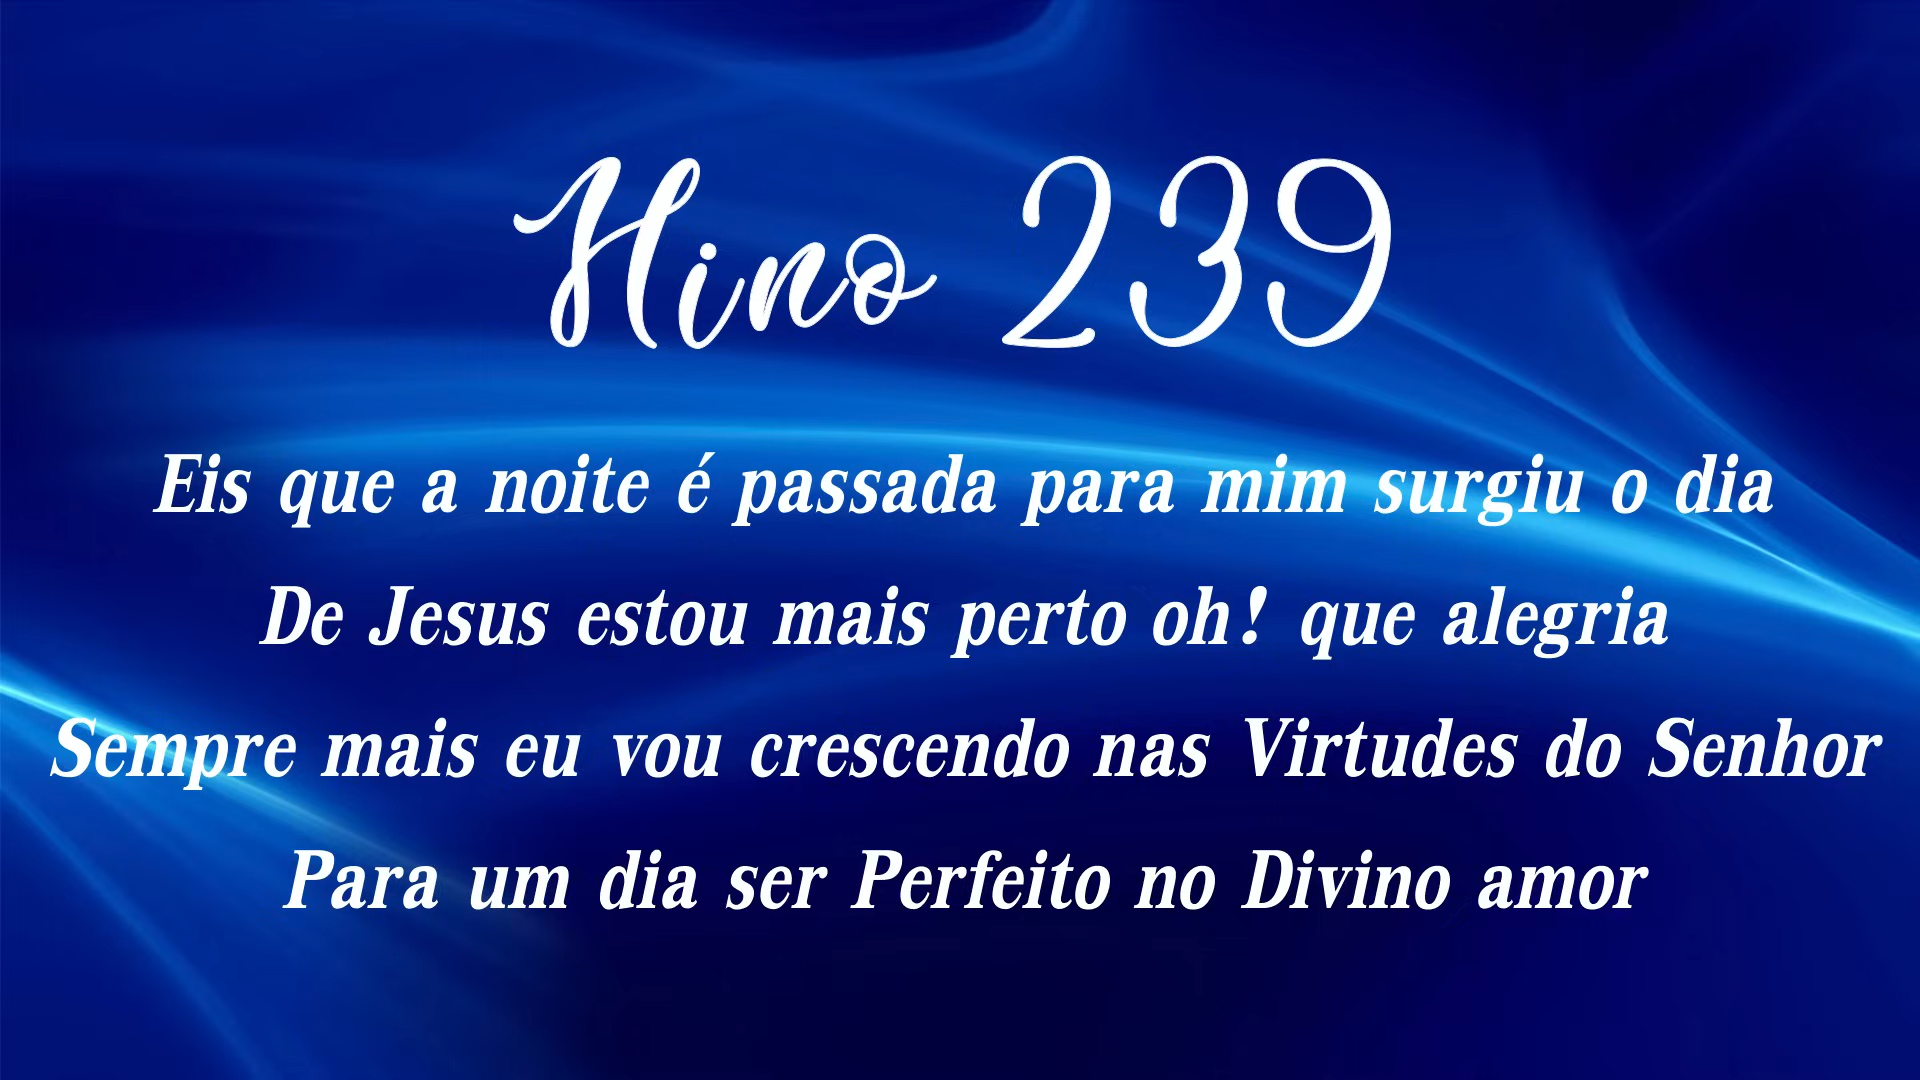 Hino 239
Eis que a noite é passada para mim surgiu o dia
De Jesus estou mais perto oh! que alegria
Sempre mais eu vou crescendo nas Virtudes do Senhor
Para um dia ser Perfeito no Divino amor